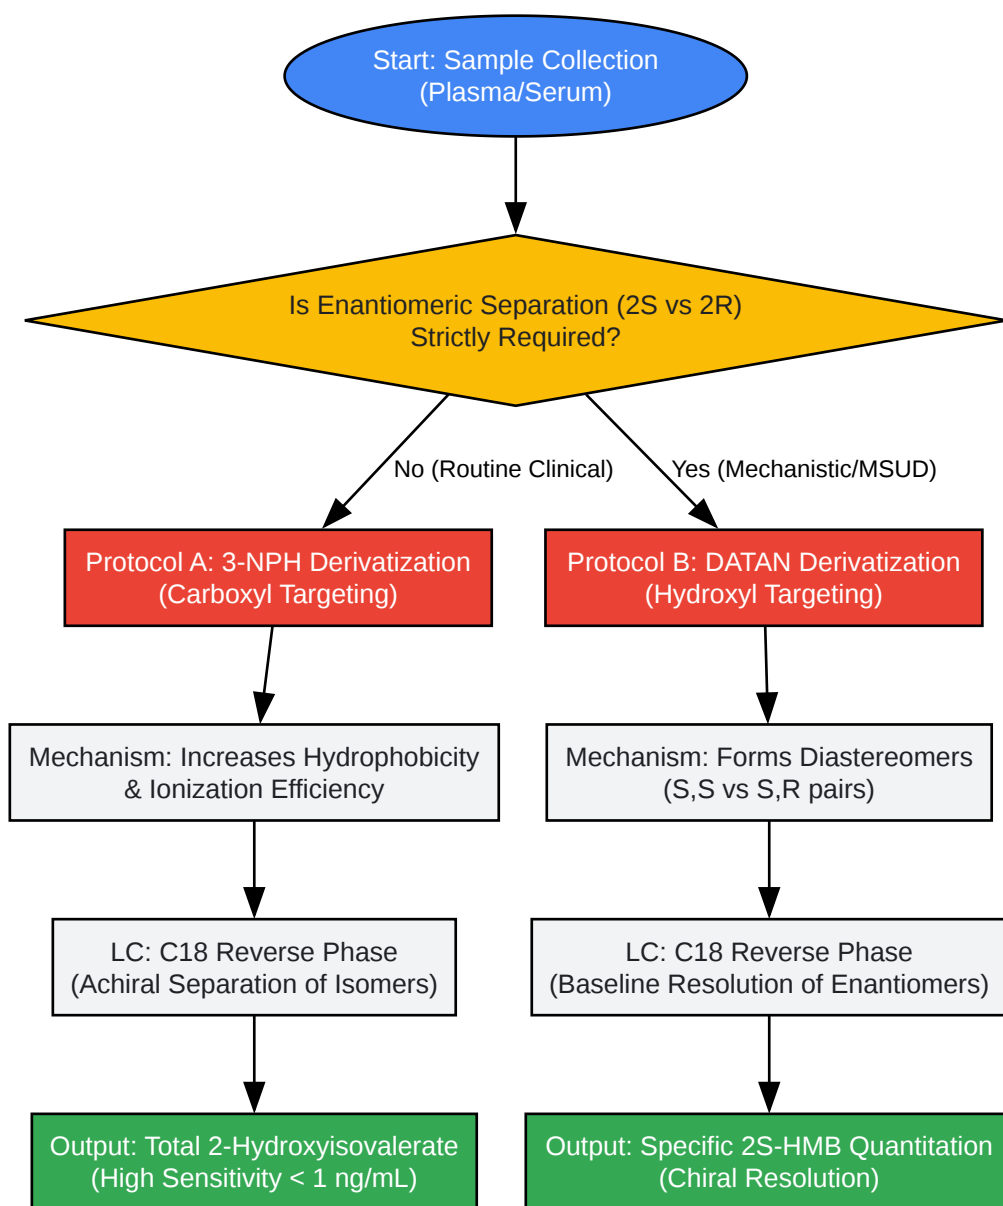 Start: Sample Collection
(Plasma/Serum)
Is Enantiomeric Separation (2S vs 2R)
Strictly Required?
No (Routine Clinical)
Yes (Mechanistic/MSUD)
Protocol A: 3-NPH Derivatization
(Carboxyl Targeting)
Protocol B: DATAN Derivatization
(Hydroxyl Targeting)
Mechanism: Increases Hydrophobicity
& Ionization Efficiency
Mechanism: Forms Diastereomers
(S,S vs S,R pairs)
LC: C18 Reverse Phase
(Achiral Separation of Isomers)
LC: C18 Reverse Phase
(Baseline Resolution of Enantiomers)
Output: Total 2-Hydroxyisovalerate
(High Sensitivity < 1 ng/mL)
Output: Specific 2S-HMB Quantitation
(Chiral Resolution)